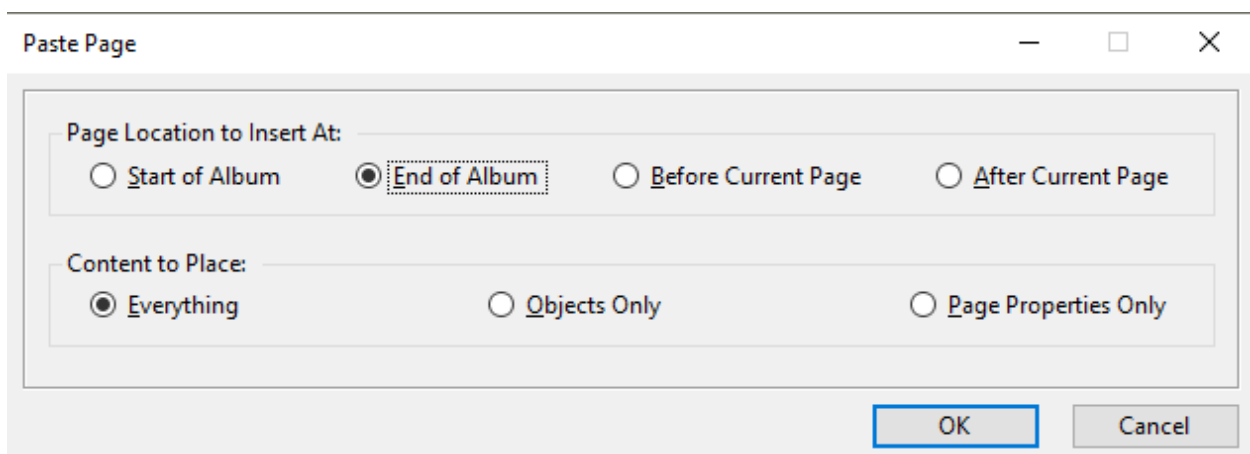 Paste Page
Page Location to Insert At:
Start of Album End of Album Before Current Page After Current Page
Content to Place:
Everything Objects Only Page Properties Only
OK Cancel